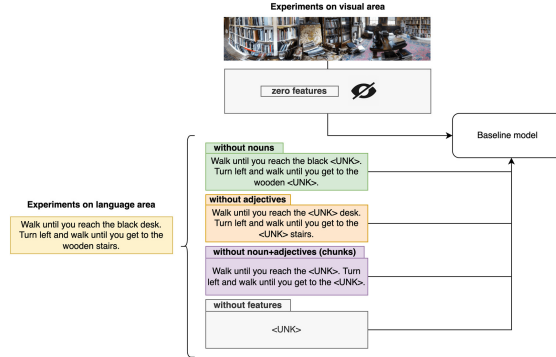 Experiments on visual area
zero features
Baseline model
without nouns
Walk until you reach the black <UNK>.
Turn left and walk until you get to the
wooden <UNK>.
Experiments on language area
Walk until you reach the black desk.
Turn left and walk until you get to the
wooden stairs.
without adjectives
Walk until you reach the <UNK> desk.
Turn left and walk until you get to the
<UNK> stairs.
without noun+adjectives (chunks)
Walk until you reach the <UNK>. Turn
left and walk until you get to the <UNK>.
without features
<UNK>